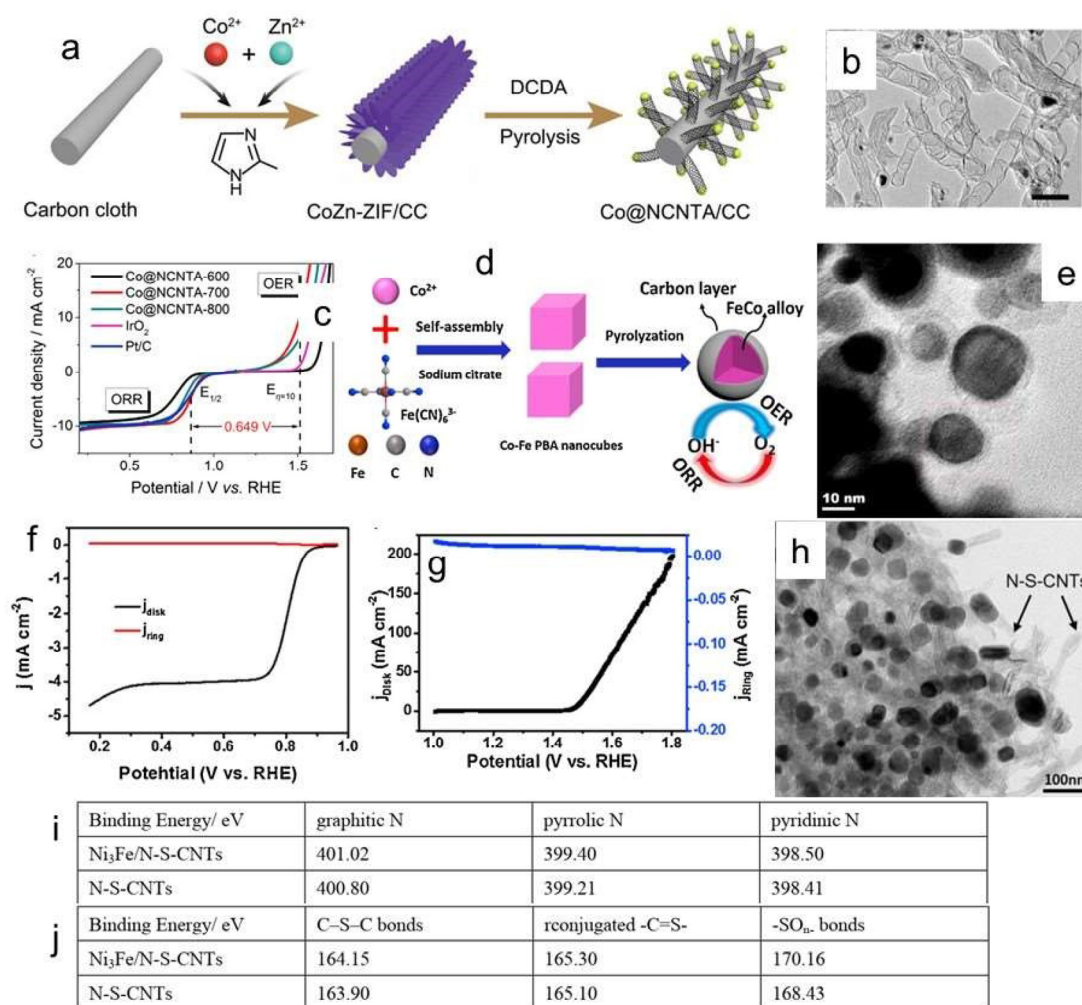 a
Co2+
Zn2+
+
N
N
H
DCDA
Pyrolysis
Carbon cloth
CoZn-ZIF/CC
Co@NCNTA/CC
b
c
Current density / mA cm-2
20
10
0
-10
Co@NCNTA-600
Co@NCNTA-700
Co@NCNTA-800
IrO2
Pt/C
OER
ORR
E1/2
Eη=10
0.649 V
0.5
1.0
1.5
Potential / V vs. RHE
d
Co2+
Fe(CN)63-
Fe
C
N
Self-assembly
Sodium citrate
Co-Fe PBA nanocubes
Pyrolyzation
Carbon layer
FeCo alloy
OER
OH-
O2
ORR
e
10 nm
f
j (mA cm-2)
0
-1
-2
-3
-4
-5
jdisk
jring
0.2
0.4
0.6
0.8
1.0
Potehtial (V vs. RHE)
g
jDisk (mA cm-2)
200
150
100
50
0
1.0
1.2
1.4
1.6
1.8
Potential (V vs. RHE)
0.00
-0.05
-0.10
-0.15
-0.20
jRing (mA cm-2)
h
N-S-CNTs
100nm
i
Binding Energy/ eV graphitic N pyrrolic N pyridinic N
Ni3Fe/N-S-CNTs 401.02 399.40 398.50
N-S-CNTs 400.80 399.21 398.41
j
Binding Energy/ eV C–S–C bonds rconjugated -C=S- -SOn- bonds
Ni3Fe/N-S-CNTs 164.15 165.30 170.16
N-S-CNTs 163.90 165.10 168.43